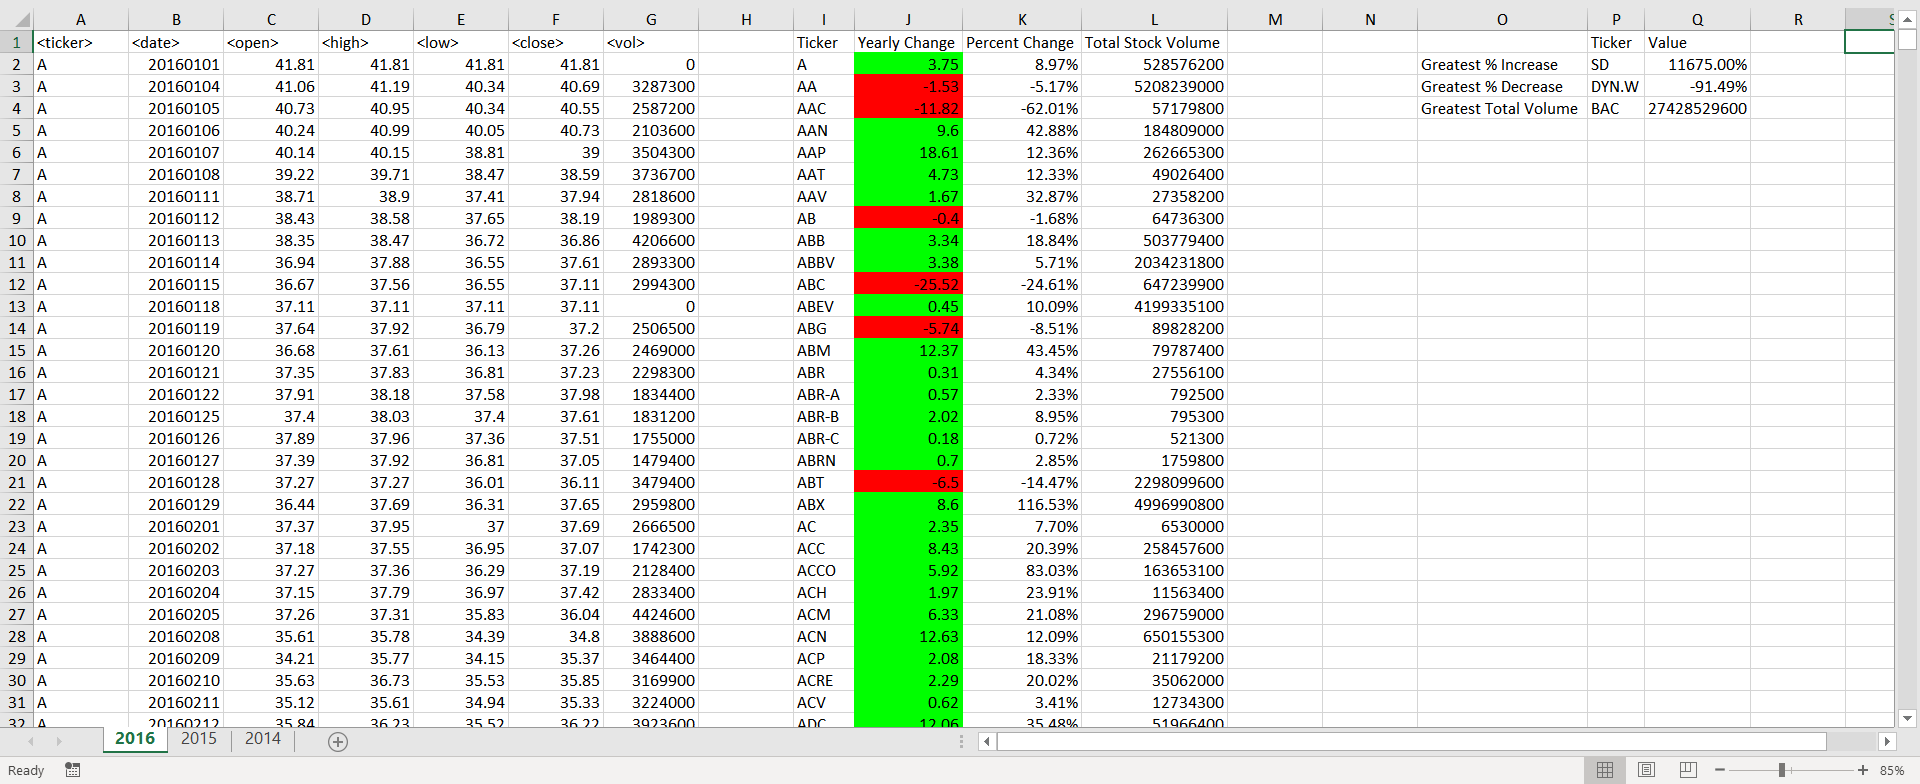 A B C D E F G H I J K L M N O P Q R S
1 <ticker> <date> <open> <high> <low> <close> <vol> Ticker Yearly Change Percent Change Total Stock Volume Ticker Value
2 A 20160101 41.81 41.81 41.81 41.81 0 A 3.75 8.97% 528576200 Greatest % Increase SD 11675.00%
3 A 20160104 41.06 41.19 40.34 40.69 3287300 AA -1.53 -5.17% 5208239000 Greatest % Decrease DYN.W -91.49%
4 A 20160105 40.73 40.95 40.34 40.55 2587200 AAC -11.82 -62.01% 57179800 Greatest Total Volume BAC 27428529600
5 A 20160106 40.24 40.99 40.05 40.73 2103600 AAN 9.6 42.88% 184809000
6 A 20160107 40.14 40.15 38.81 39 3504300 AAP 18.61 12.36% 262665300
7 A 20160108 39.22 39.71 38.47 38.59 3736700 AAT 4.73 12.33% 49026400
8 A 20160111 38.71 38.9 37.41 37.94 2818600 AAV 1.67 32.87% 27358200
9 A 20160112 38.43 38.58 37.65 38.19 1989300 AB -0.4 -1.68% 64736300
10 A 20160113 38.35 38.47 36.72 36.86 4206600 ABB 3.34 18.84% 503779400
11 A 20160114 36.94 37.88 36.55 37.61 2893300 ABBV 3.38 5.71% 2034231800
12 A 20160115 36.67 37.56 36.55 37.11 2994300 ABC -25.52 -24.61% 647239900
13 A 20160118 37.11 37.11 37.11 37.11 0 ABEV 0.45 10.09% 4199335100
14 A 20160119 37.64 37.92 36.79 37.2 2506500 ABG -5.74 -8.51% 89828200
15 A 20160120 36.68 37.61 36.13 37.26 2469000 ABM 12.37 43.45% 79787400
16 A 20160121 37.35 37.83 36.81 37.23 2298300 ABR 0.31 4.34% 27556100
17 A 20160122 37.91 38.18 37.58 37.98 1834400 ABR-A 0.57 2.33% 792500
18 A 20160125 37.4 38.03 37.4 37.61 1831200 ABR-B 2.02 8.95% 795300
19 A 20160126 37.89 37.96 37.36 37.51 1755000 ABR-C 0.18 0.72% 521300
20 A 20160127 37.39 37.92 36.81 37.05 1479400 ABRN 0.7 2.85% 1759800
21 A 20160128 37.27 37.27 36.01 36.11 3479400 ABT -6.5 -14.47% 2298099600
22 A 20160129 36.44 37.69 36.31 37.65 2959800 ABX 8.6 116.53% 4996990800
23 A 20160201 37.37 37.95 37 37.69 2666500 AC 2.35 7.70% 6530000
24 A 20160202 37.18 37.55 36.95 37.07 1742300 ACC 8.43 20.39% 258457600
25 A 20160203 37.27 37.36 36.29 37.19 2128400 ACCO 5.92 83.03% 163653100
26 A 20160204 37.15 37.79 36.97 37.42 2833400 ACH 1.97 23.91% 11563400
27 A 20160205 37.26 37.31 35.83 36.04 4424600 ACM 6.33 21.08% 296759000
28 A 20160208 35.61 35.78 34.39 34.8 3888600 ACN 12.63 12.09% 650155300
29 A 20160209 34.21 35.77 34.15 35.37 3464400 ACP 2.08 18.33% 21179200
30 A 20160210 35.63 36.73 35.53 35.85 3169900 ACRE 2.29 20.02% 35062000
31 A 20160211 35.12 35.61 34.94 35.33 3224000 ACV 0.62 3.41% 12734300
32 A 20160212 35.84 36.23 35.52 36.22 3923600 ADC 12.06 35.48% 51966400
2016 2015 2014
Ready 85%